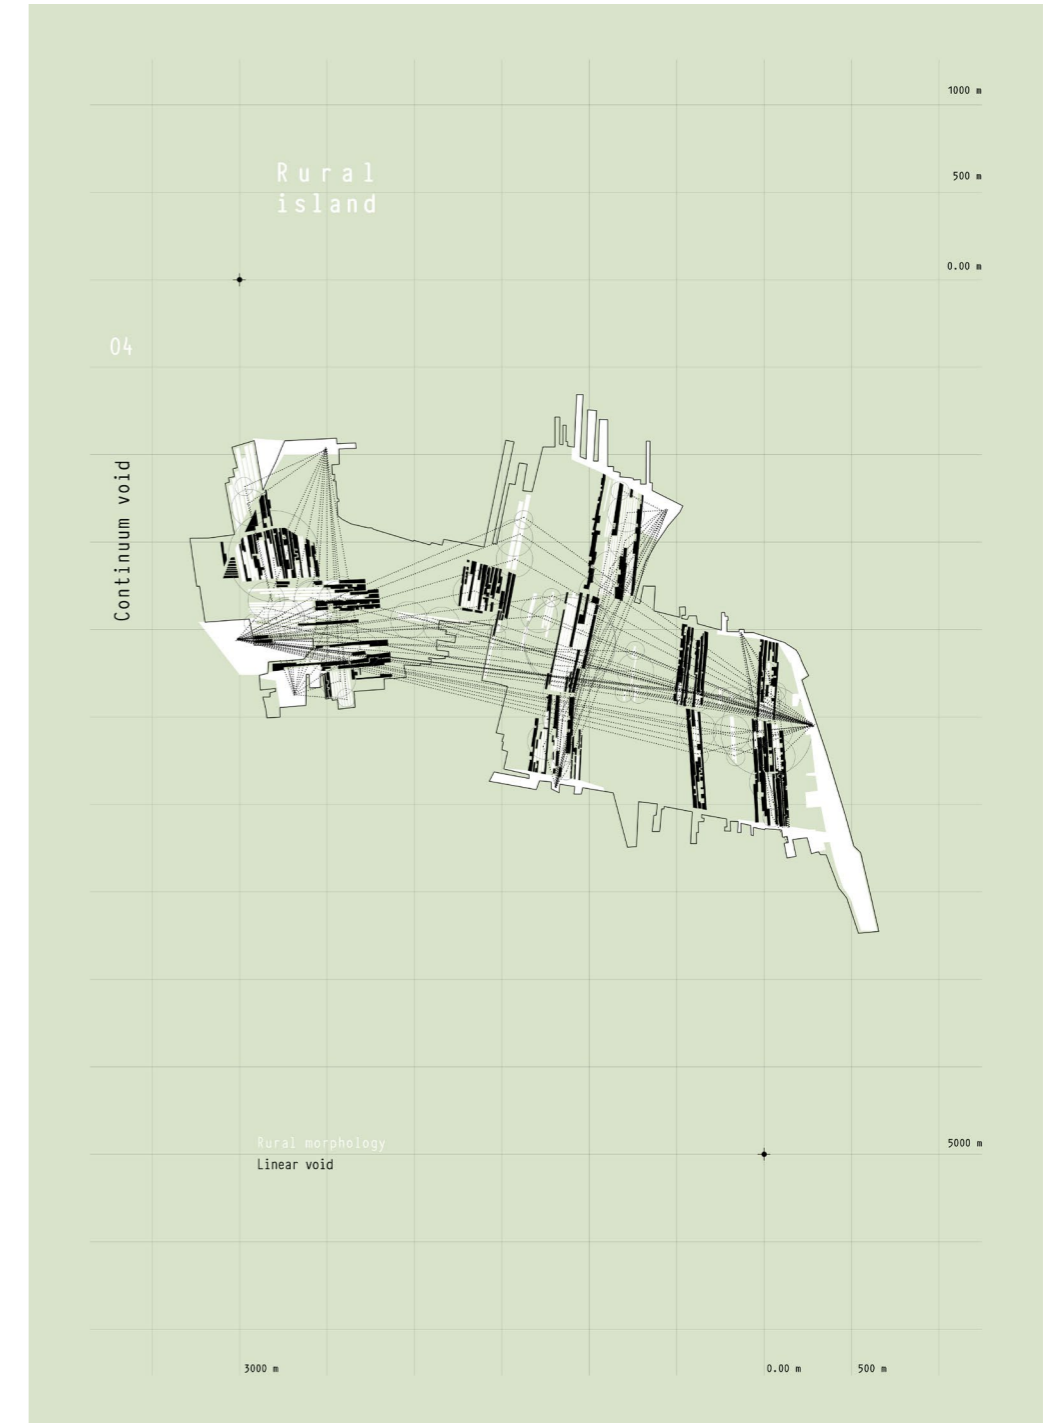 1000 m
Rural
island
500 m
0.00 m
04
Continuum void
Rural morphology
Linear void
5000 m
3000 m
0.00 m
500 m